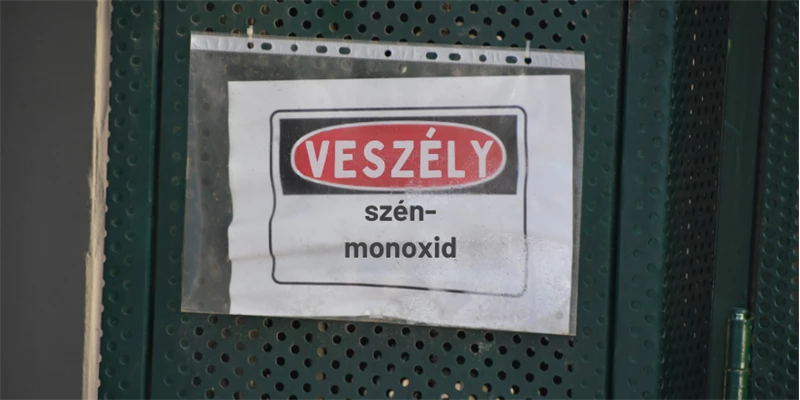 VESZÉLY
szén-
monoxid